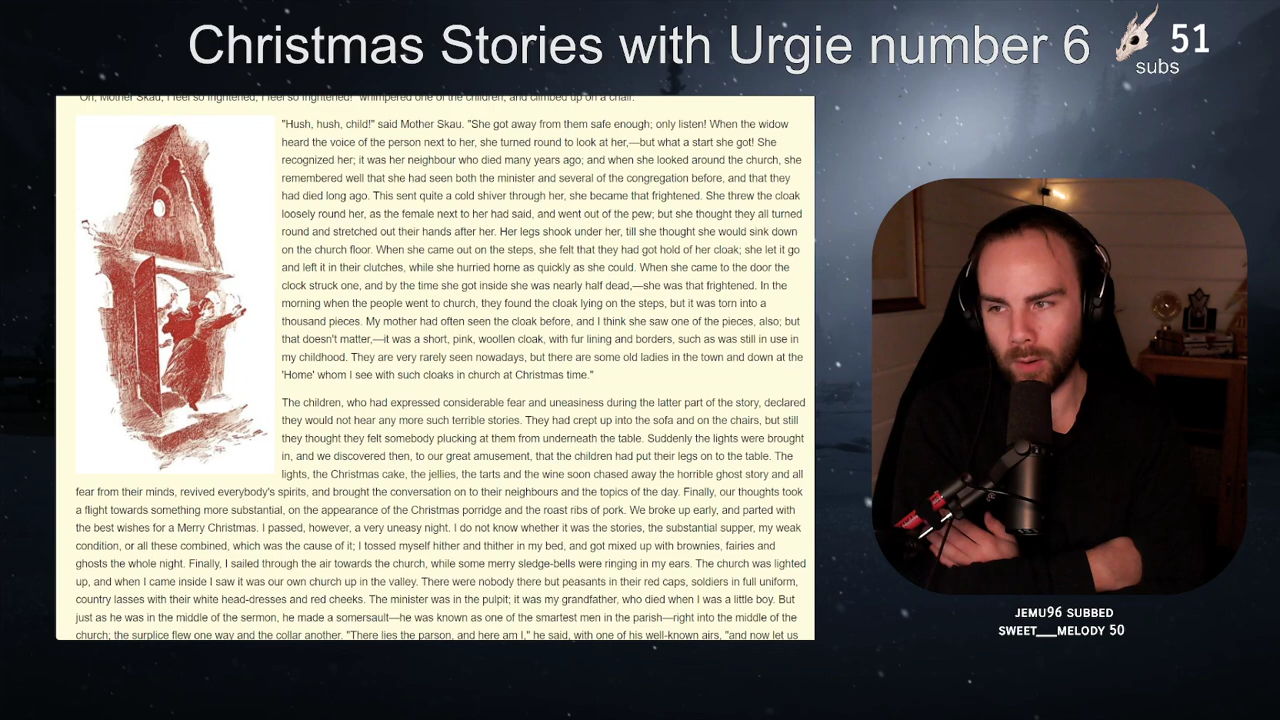 Christmas Stories with Urgie number 6
51
subs
"Oh, Mother Skau, I feel so frightened, I feel so frightened!" whimpered one of the children, and climbed up on a chair.
"Hush, hush, child!" said Mother Skau. "She got away from them safe enough; only listen! When the widow
heard the voice of the person next to her, she turned round to look at her,—but what a start she got! She
recognized her; it was her neighbour who died many years ago; and when she looked around the church, she
remembered well that she had seen both the minister and several of the congregation before, and that they
had died long ago. This sent quite a cold shiver through her, she became that frightened. She threw the cloak
loosely round her, as the female next to her had said, and went out of the pew; but she thought they all turned
round and stretched out their hands after her. Her legs shook under her, till she thought she would sink down
on the church floor. When she came out on the steps, she felt that they had got hold of her cloak; she let it go
and left it in their clutches, while she hurried home as quickly as she could. When she came to the door the
clock struck one, and by the time she got inside she was nearly half dead,—she was that frightened. In the
morning when the people went to church, they found the cloak lying on the steps, but it was torn into a
thousand pieces. My mother had often seen the cloak before, and I think she saw one of the pieces, also; but
that doesn't matter,—it was a short, pink, woollen cloak, with fur lining and borders, such as was still in use in
my childhood. They are very rarely seen nowadays, but there are some old ladies in the town and down at the
'Home' whom I see with such cloaks in church at Christmas time."
The children, who had expressed considerable fear and uneasiness during the latter part of the story, declared
they would not hear any more such terrible stories. They had crept up into the sofa and on the chairs, but still
they thought they felt somebody plucking at them from underneath the table. Suddenly the lights were brought
in, and we discovered then, to our great amusement, that the children had put their legs on to the table. The
lights, the Christmas cake, the jellies, the tarts and the wine soon chased away the horrible ghost story and all
fear from their minds, revived everybody's spirits, and brought the conversation on to their neighbours and the topics of the day. Finally, our thoughts took
a flight towards something more substantial, on the appearance of the Christmas porridge and the roast ribs of pork. We broke up early, and parted with
the best wishes for a Merry Christmas. I passed, however, a very uneasy night. I do not know whether it was the stories, the substantial supper, my weak
condition, or all these combined, which was the cause of it; I tossed myself hither and thither in my bed, and got mixed up with brownies, fairies and
ghosts the whole night. Finally, I sailed through the air towards the church, while some merry sledge-bells were ringing in my ears. The church was lighted
up, and when I came inside I saw it was our own church up in the valley. There were nobody there but peasants in their red caps, soldiers in full uniform,
country lasses with their white head-dresses and red cheeks. The minister was in the pulpit; it was my grandfather, who died when I was a little boy. But
just as he was in the middle of the sermon, he made a somersault—he was known as one of the smartest men in the parish—right into the middle of the
church; the surplice flew one way and the collar another. "There lies the parson, and here am I," he said, with one of his well-known airs, "and now let us
JEMU96 SUBBED
SWEET___MELODY 50